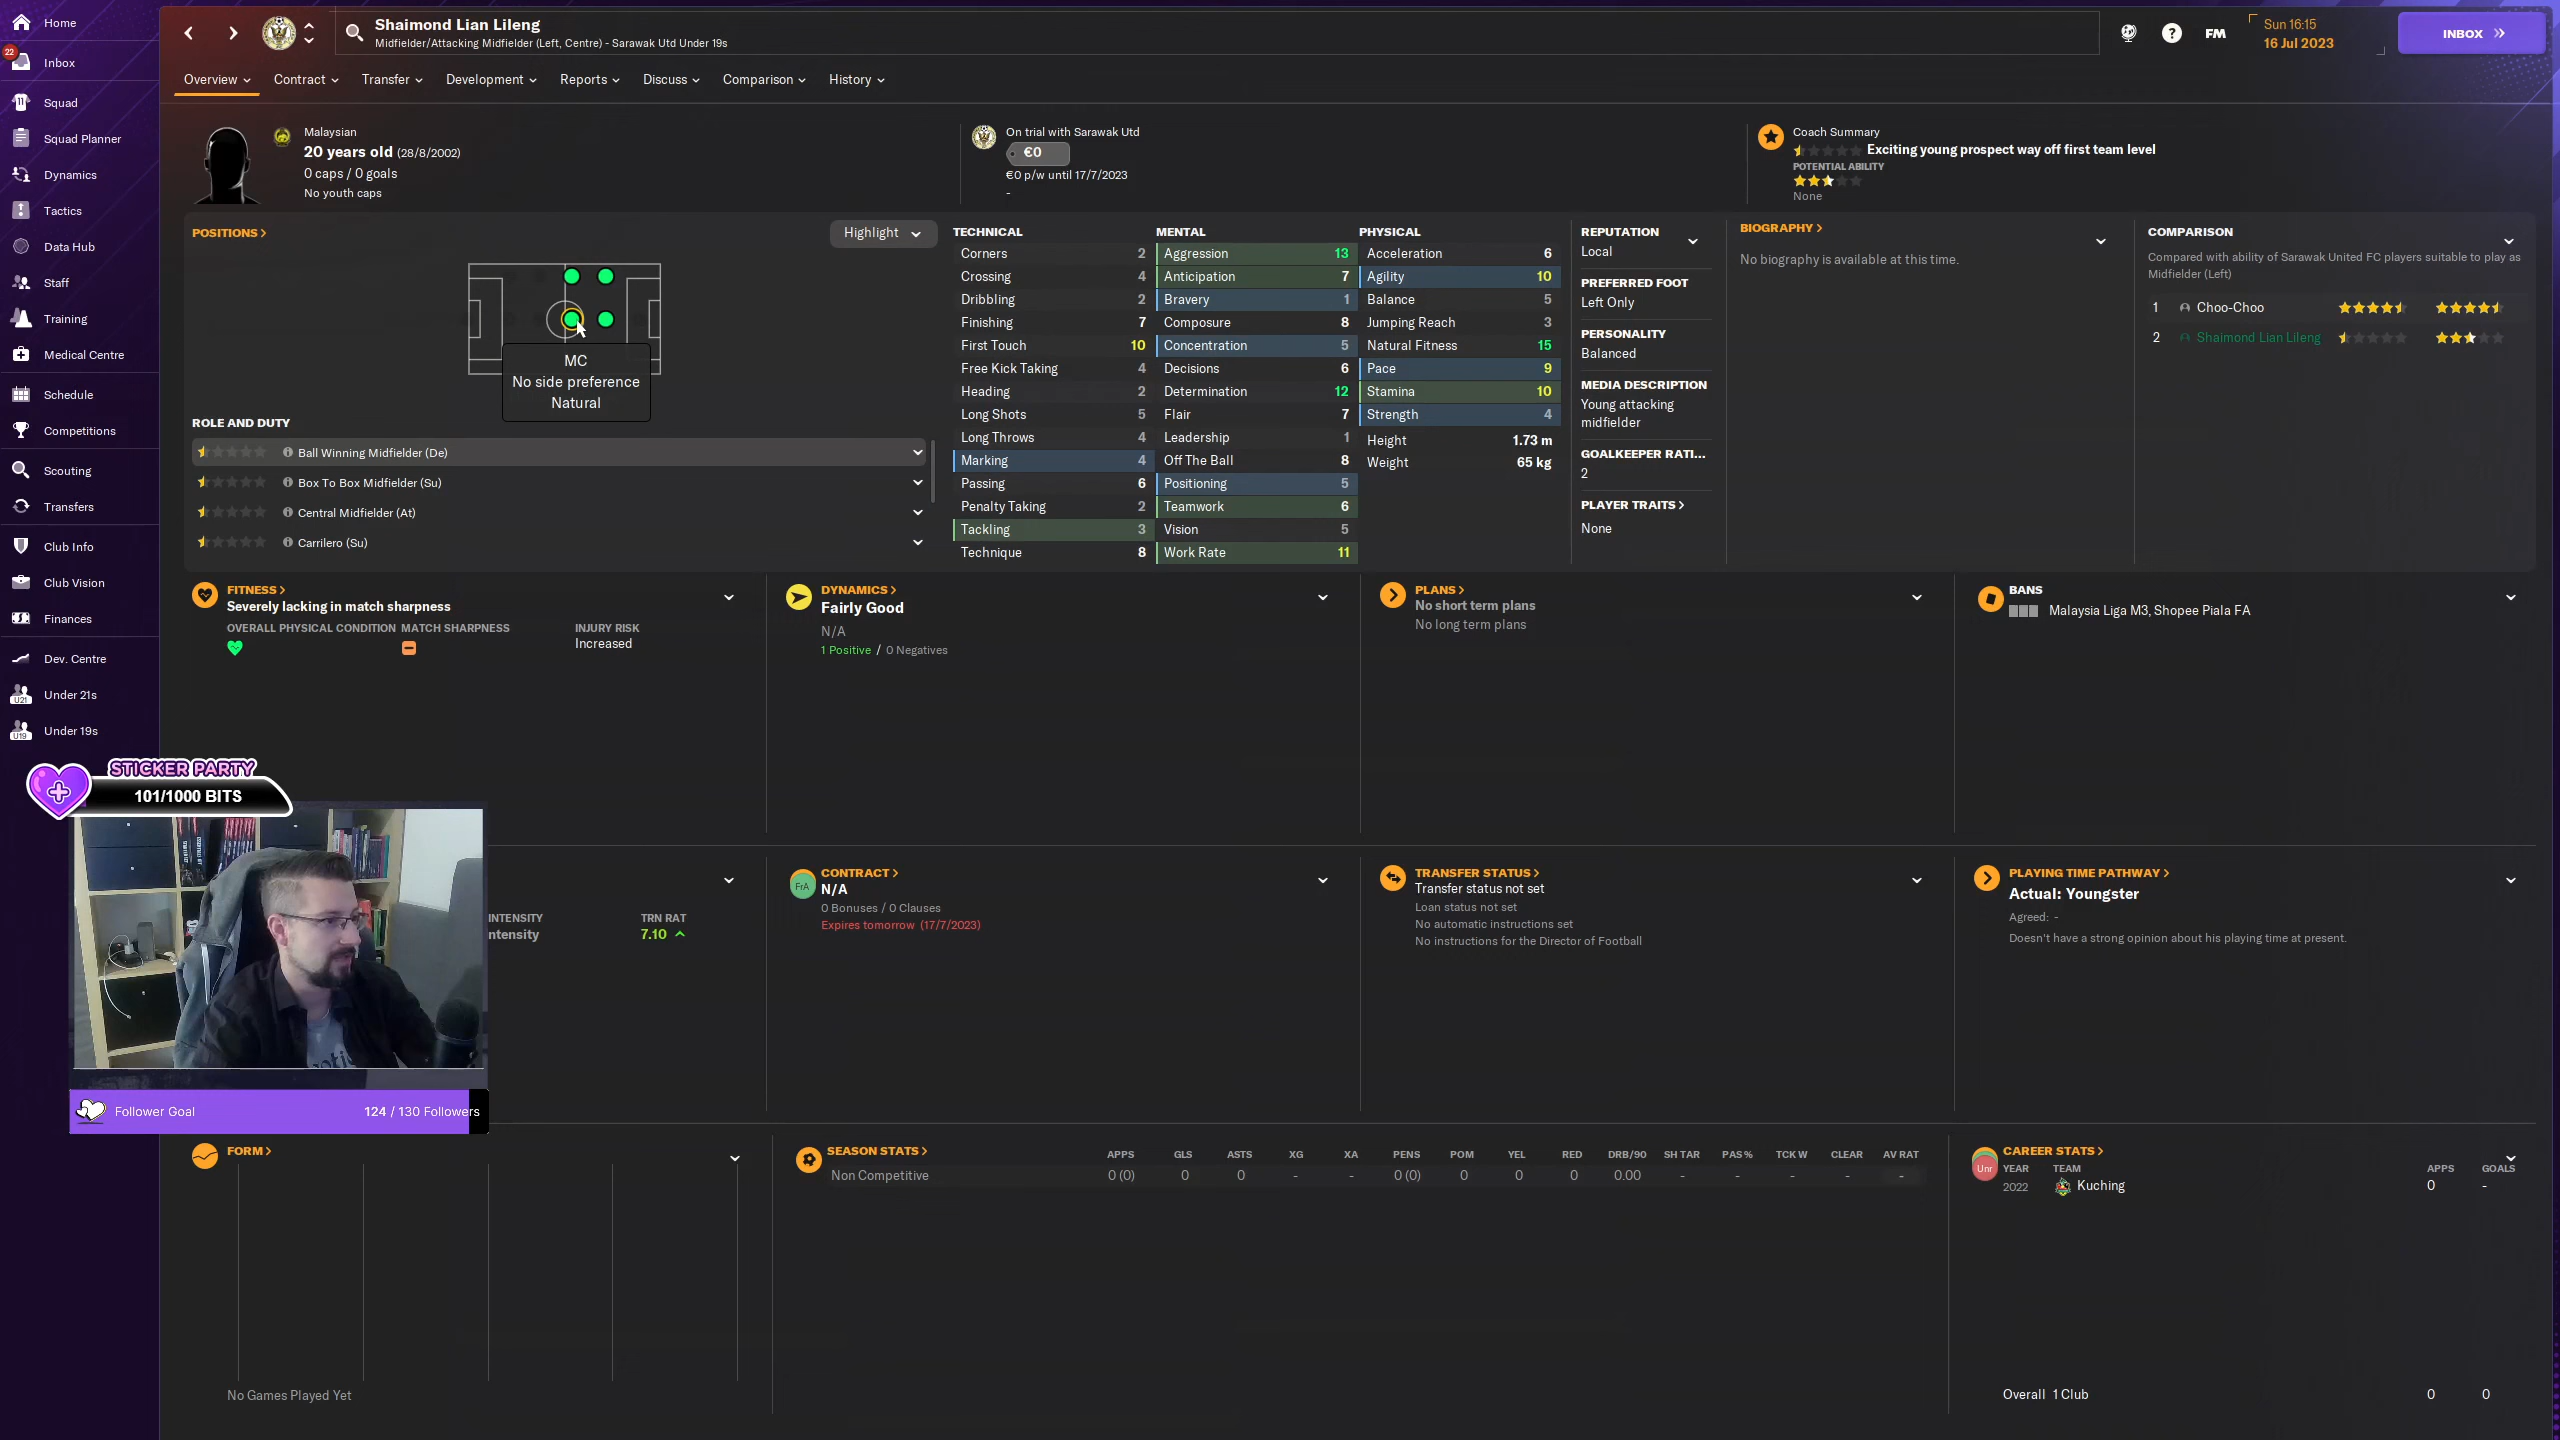 Home
Inbox
22
Squad
Squad Planner
Dynamics
Tactics
Data Hub
Staff
Training
Medical Centre
Schedule
Competitions
Scouting
Transfers
Club Info
Club Vision
Finances
Dev. Centre
Under 21s
Under 19s
Shaimond Lian Lileng
Midfielder/Attacking Midfielder (Left, Centre) - Sarawak Utd Under 19s
FM
Sun 16:15
16 Jul 2023
INBOX
Overview Contract Transfer Development Reports Discuss Comparison History
Malaysian
20 years old (28/8/2002)
0 caps / 0 goals
No youth caps
On trial with Sarawak Utd
€0
€0 p/w until 17/7/2023
-
Coach Summary
Exciting young prospect way off first team level
POTENTIAL ABILITY
None
POSITIONS >
Highlight
MC
No side preference
Natural
ROLE AND DUTY
Ball Winning Midfielder (De)
Box To Box Midfielder (Su)
Central Midfielder (At)
Carrilero (Su)
TECHNICAL
Corners 2
Crossing 4
Dribbling 2
Finishing 7
First Touch 10
Free Kick Taking 4
Heading 2
Long Shots 5
Long Throws 4
Marking 4
Passing 6
Penalty Taking 2
Tackling 3
Technique 8
MENTAL
Aggression 13
Anticipation 7
Bravery 1
Composure 8
Concentration 5
Decisions 6
Determination 12
Flair 7
Leadership 1
Off The Ball 8
Positioning 5
Teamwork 6
Vision 5
Work Rate 11
PHYSICAL
Acceleration 6
Agility 10
Balance 5
Jumping Reach 3
Natural Fitness 15
Pace 9
Stamina 10
Strength 4
Height 1.73 m
Weight 65 kg
REPUTATION
Local
PREFERRED FOOT
Left Only
PERSONALITY
Balanced
MEDIA DESCRIPTION
Young attacking
midfielder
GOALKEEPER RATI...
2
PLAYER TRAITS >
None
BIOGRAPHY >
No biography is available at this time.
COMPARISON
Compared with ability of Sarawak United FC players suitable to play as
Midfielder (Left)
1 Choo-Choo
2 Shaimond Lian Lileng
FITNESS >
Severely lacking in match sharpness
OVERALL PHYSICAL CONDITION MATCH SHARPNESS INJURY RISK
Increased
DYNAMICS >
Fairly Good
N/A
1 Positive / 0 Negatives
PLANS >
No short term plans
No long term plans
BANS
Malaysia Liga M3, Shopee Piala FA
STICKER PARTY
101/1000 BITS
INTENSITY TRN RAT
ntensity 7.10
CONTRACT >
FrA
N/A
0 Bonuses / 0 Clauses
Expires tomorrow (17/7/2023)
TRANSFER STATUS >
Transfer status not set
Loan status not set
No automatic instructions set
No instructions for the Director of Football
PLAYING TIME PATHWAY >
Actual: Youngster
Agreed: -
Doesn't have a strong opinion about his playing time at present.
Follower Goal 124 / 130 Followers
FORM >
No Games Played Yet
SEASON STATS > APPS GLS ASTS XG XA PENS POM YEL RED DRB/90 SH TAR PAS % TCK W CLEAR AV RAT
Non Competitive 0 (0) 0 0 - - 0 (0) 0 0 0 0.00 - - - - -
CAREER STATS >
Unr
YEAR TEAM APPS GOALS
2022 Kuching 0 -
Overall 1 Club 0 0